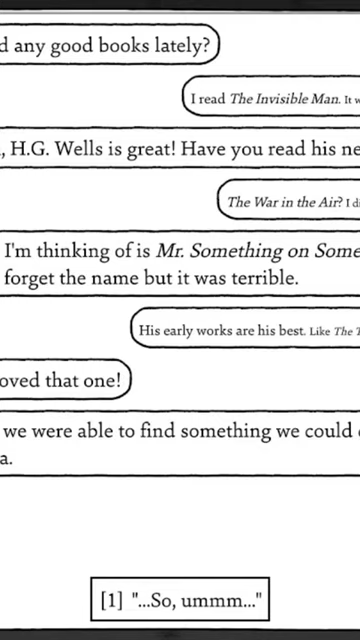 d any good books lately?
I read The Invisible Man. It w
, H.G. Wells is great! Have you read his ne
The War in the Air? I di
I'm thinking of is Mr. Something on Some
forget the name but it was terrible.
His early works are his best. Like The T
oved that one!
we were able to find something we could
a.
[1] "...So, ummm..."